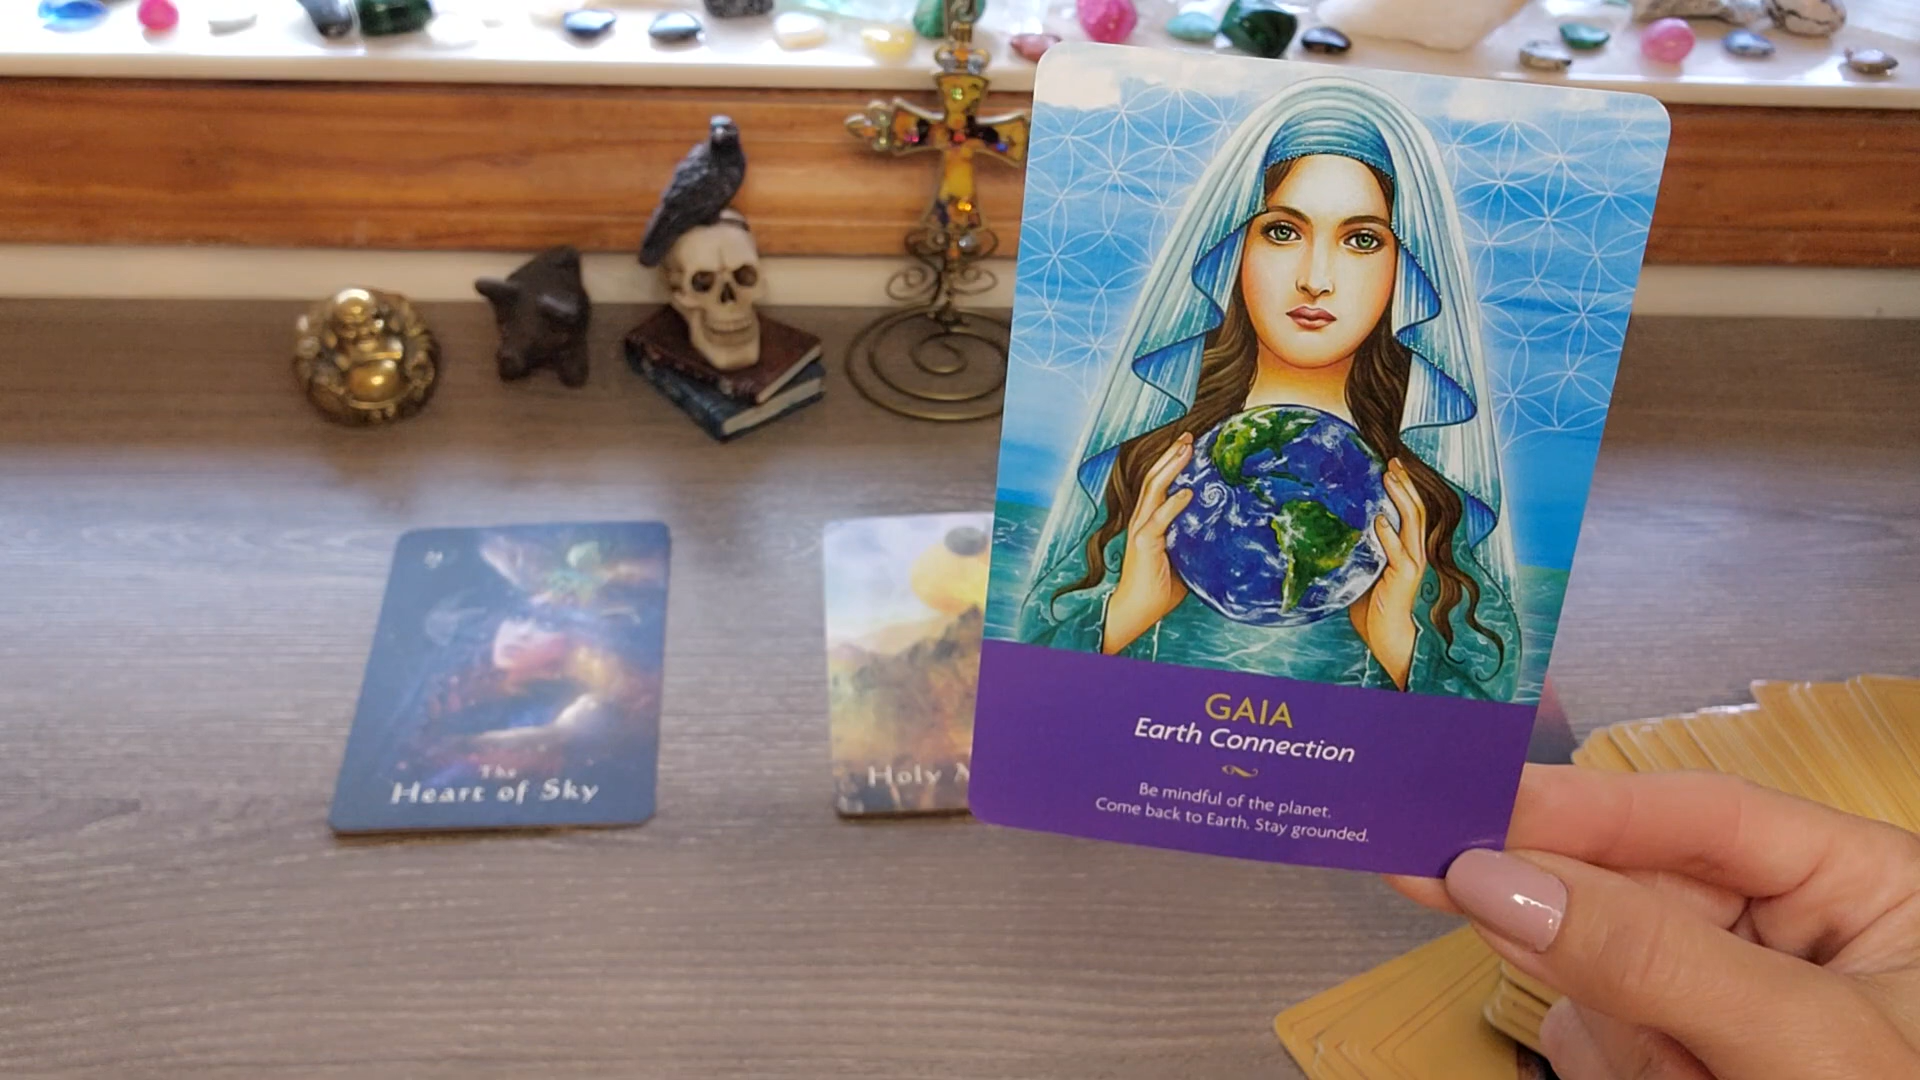 The
Heart of Sky
Holy
GAIA
Earth Connection
Be mindful of the planet.
Come back to Earth. Stay grounded.